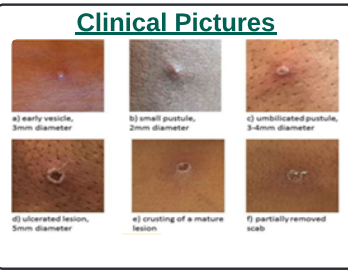 Clinical Pictures
a) early vesicle,
3mm diameter
b) small pustule,
2mm diameter
c) umbilicated pustule,
3-4mm diameter
d) ulcerated lesion,
5mm diameter
e) crusting of a mature
lesion
f) partially removed
scab